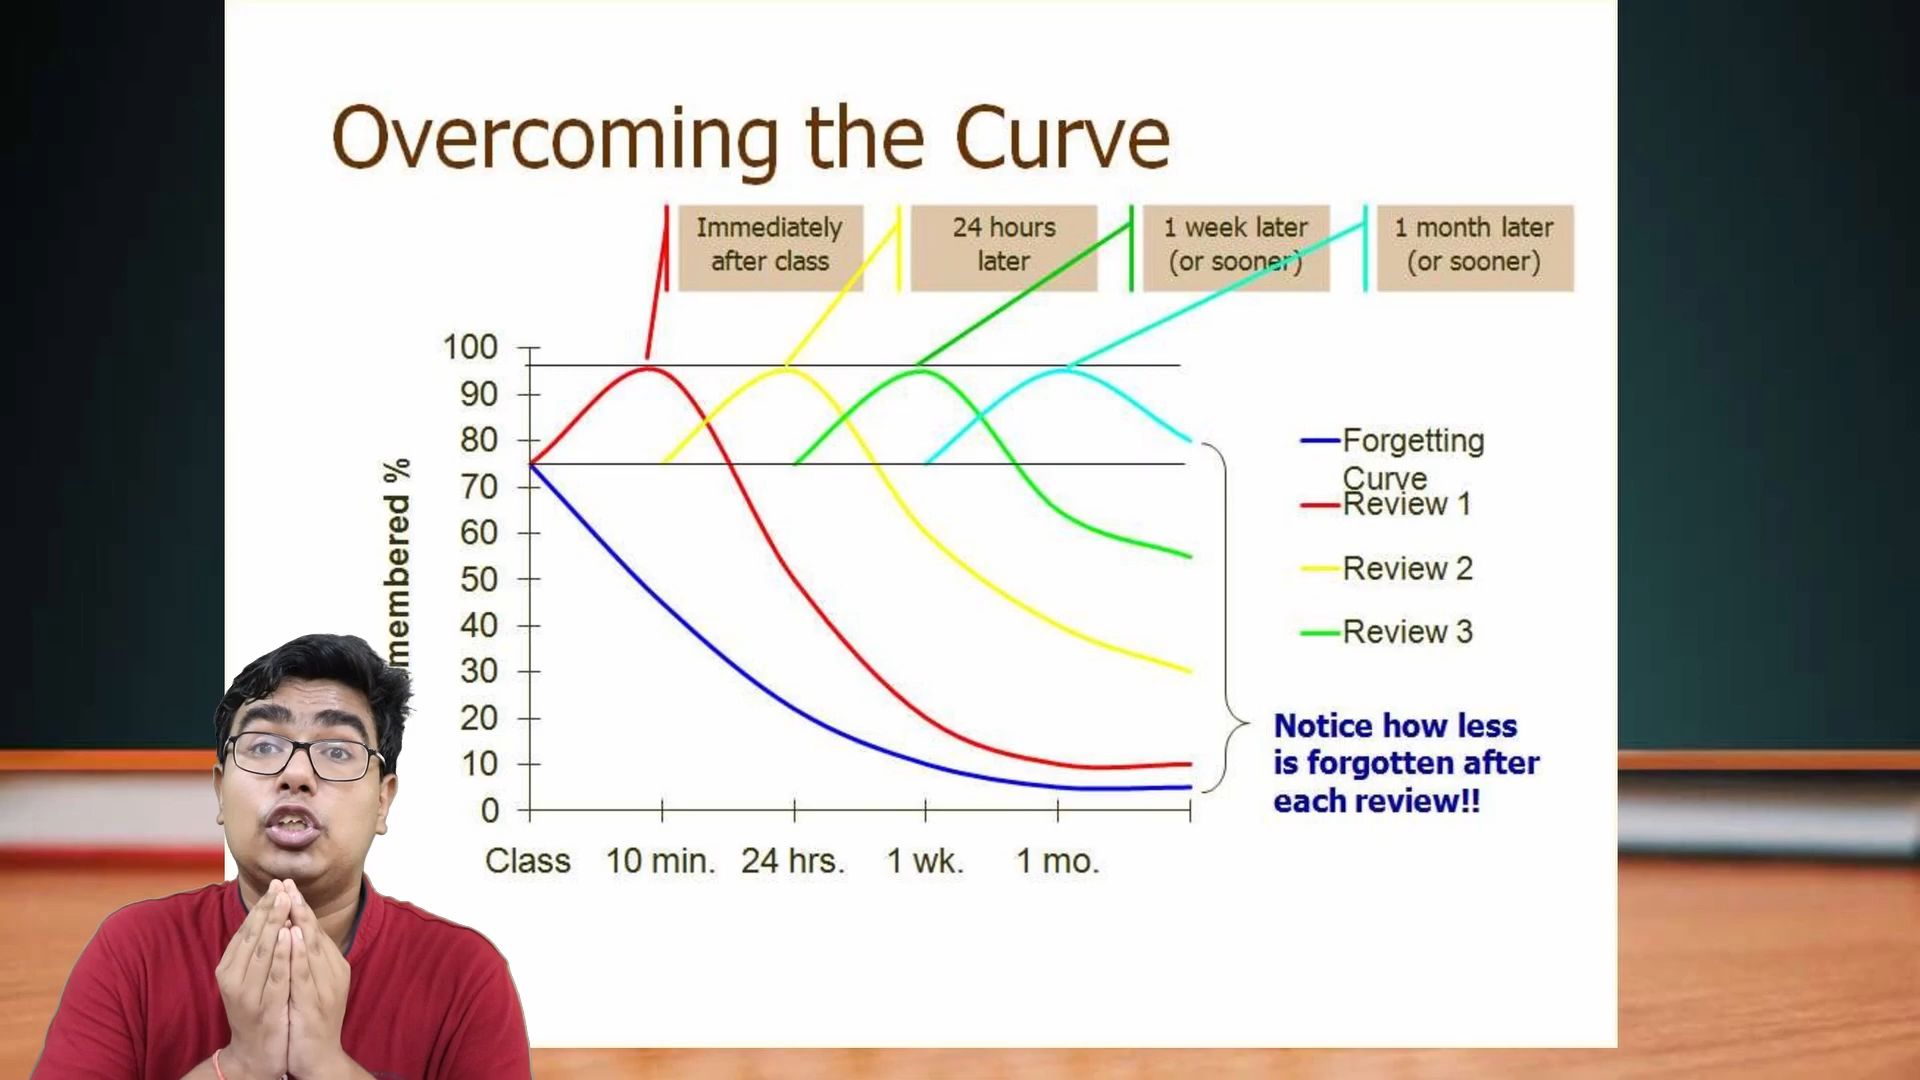 Overcoming the Curve
Immediately
after class
24 hours
later
1 week later
(or sooner)
1 month later
(or sooner)
100
90
80
70
60
50
40
30
20
10
0
membered %
Class 10 min. 24 hrs. 1 wk. 1 mo.
Forgetting
Curve
Review 1
Review 2
Review 3
Notice how less
is forgotten after
each review!!